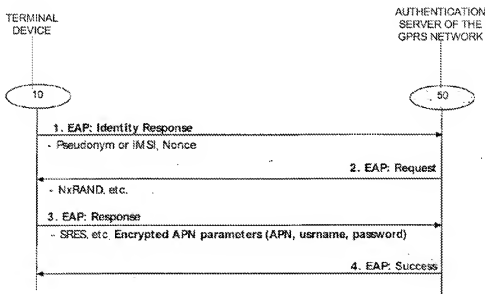 TERMINAL
DEVICE
AUTHENTICATION
SERVER OF THE
GPRS NETWORK
10
50
1. EAP: Identity Response
- Pseudonym or IMSI, Nonce
2. EAP: Request
- NxRAND, etc.
3. EAP: Response
- SRES, etc. Encrypted APN parameters (APN, usrname, password)
4. EAP: Success